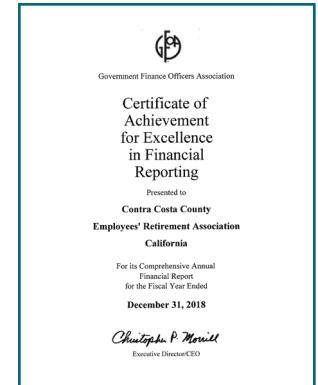 GFOA
Government Finance Officers Association
Certificate of
Achievement
for Excellence
in Financial
Reporting
Presented to
Contra Costa County
Employees' Retirement Association
California
For its Comprehensive Annual
Financial Report
for the Fiscal Year Ended
December 31, 2018
Christopher P. Morrill
Executive Director/CEO